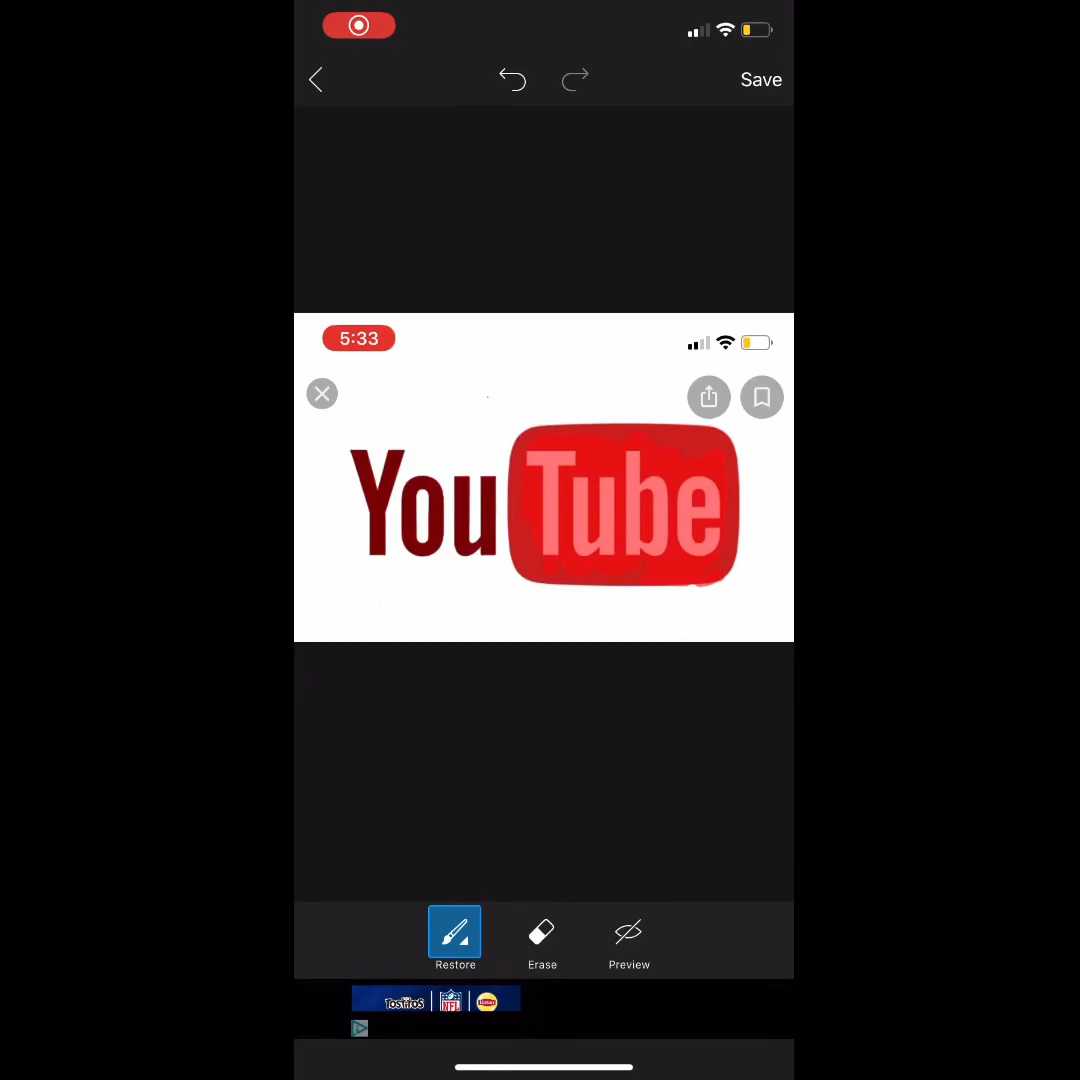 Save
5:33
YouTube
Restore
Erase
Preview
TOSTITOS
NFL